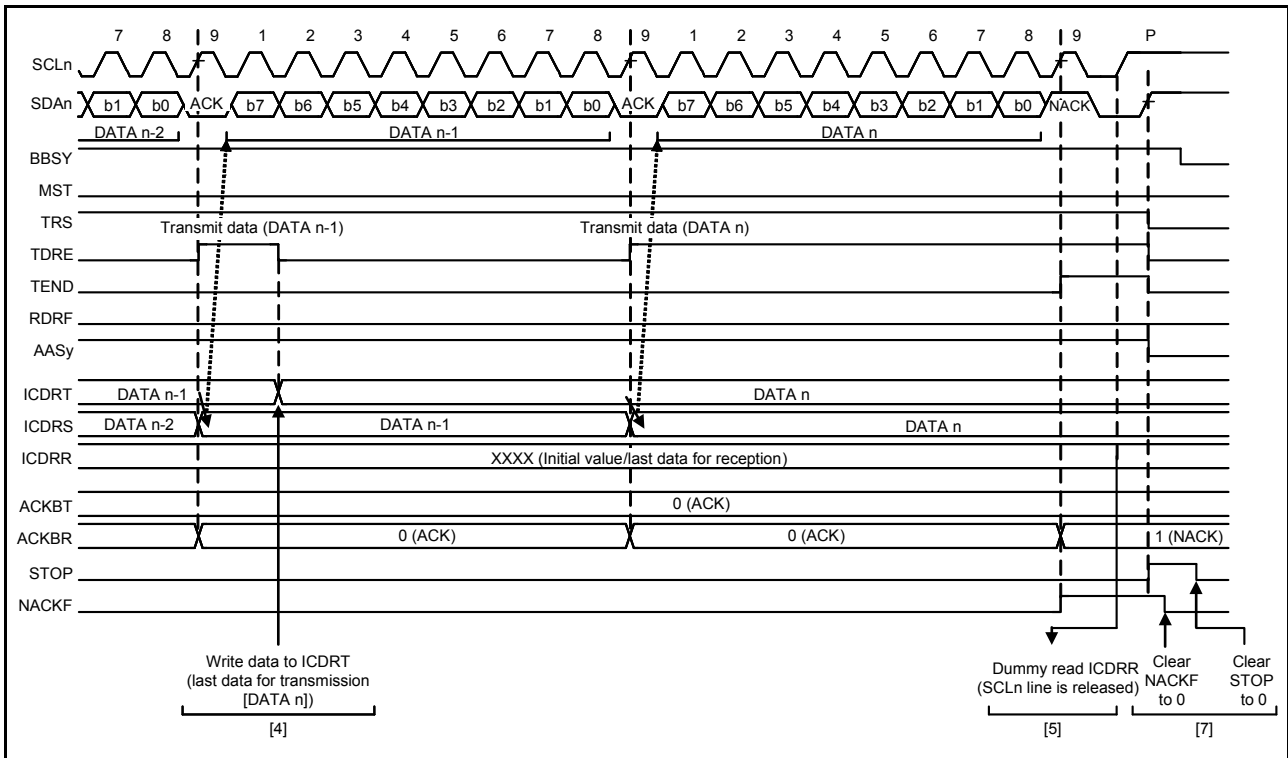 7 8 9 1 2 3 4 5 6 7 8 9 1 2 3 4 5 6 7 8 9 P
SCLn
SDAn b1 b0 ACK b7 b6 b5 b4 b3 b2 b1 b0 ACK b7 b6 b5 b4 b3 b2 b1 b0 NACK
DATA n-2 DATA n-1 DATA n
BBSY
MST
TRS
Transmit data (DATA n-1) Transmit data (DATA n)
TDRE
TEND
RDRF
AASy
ICDRT DATA n-1 DATA n
ICDRS DATA n-2 DATA n-1 DATA n
ICDRR XXXX (Initial value/last data for reception)
ACKBT 0 (ACK)
ACKBR 0 (ACK) 0 (ACK) 1 (NACK)
STOP
NACKF
Write data to ICDRT
(last data for transmission
[DATA n])
[4]
Dummy read ICDRR
(SCLn line is released)
[5]
Clear
NACKF
to 0
Clear
STOP
to 0
[7]